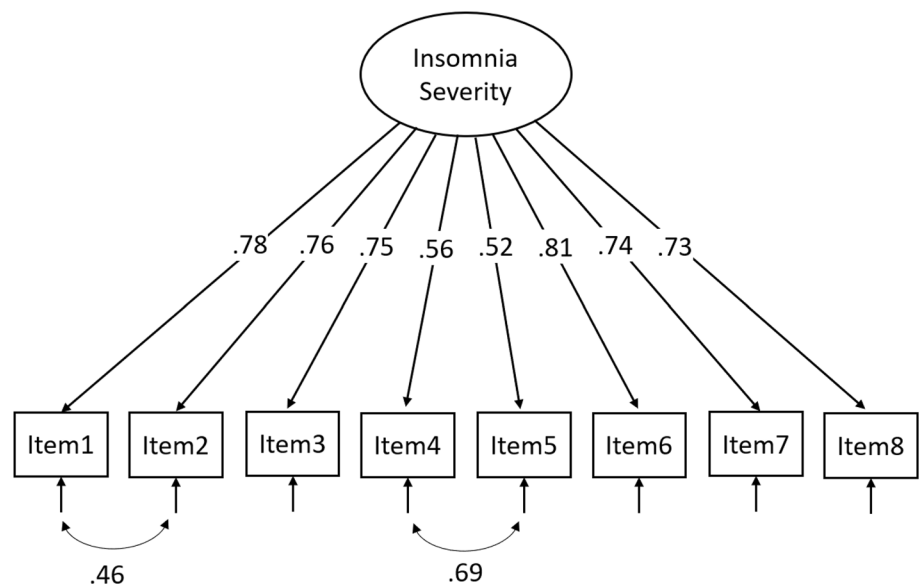 Insomnia
Severity
.78 .76 .75 .56 .52 .81 .74 .73
Item1 Item2 Item3 Item4 Item5 Item6 Item7 Item8
.46 .69